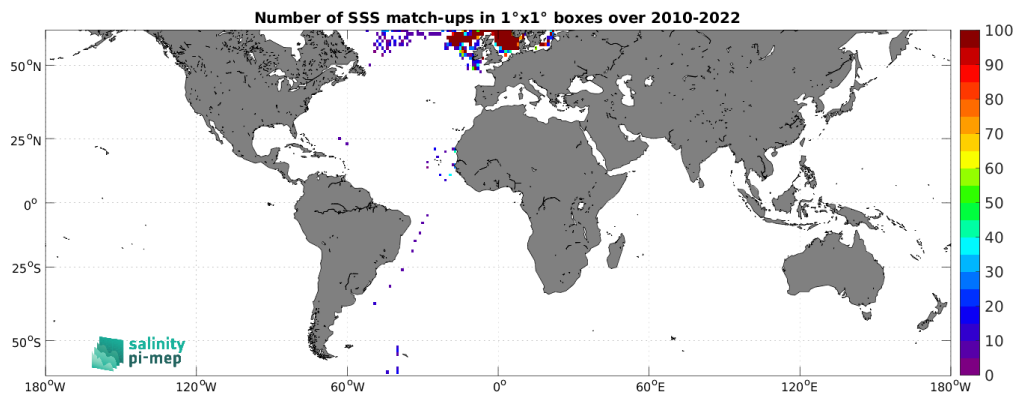 Number of SSS match-ups in 1°x1° boxes over 2010-2022
100
90
80
70
60
50
40
30
20
10
0
50°N
25°N
0°
25°S
50°S
salinity
pi-mep
180°W 120°W 60°W 0° 60°E 120°E 180°W